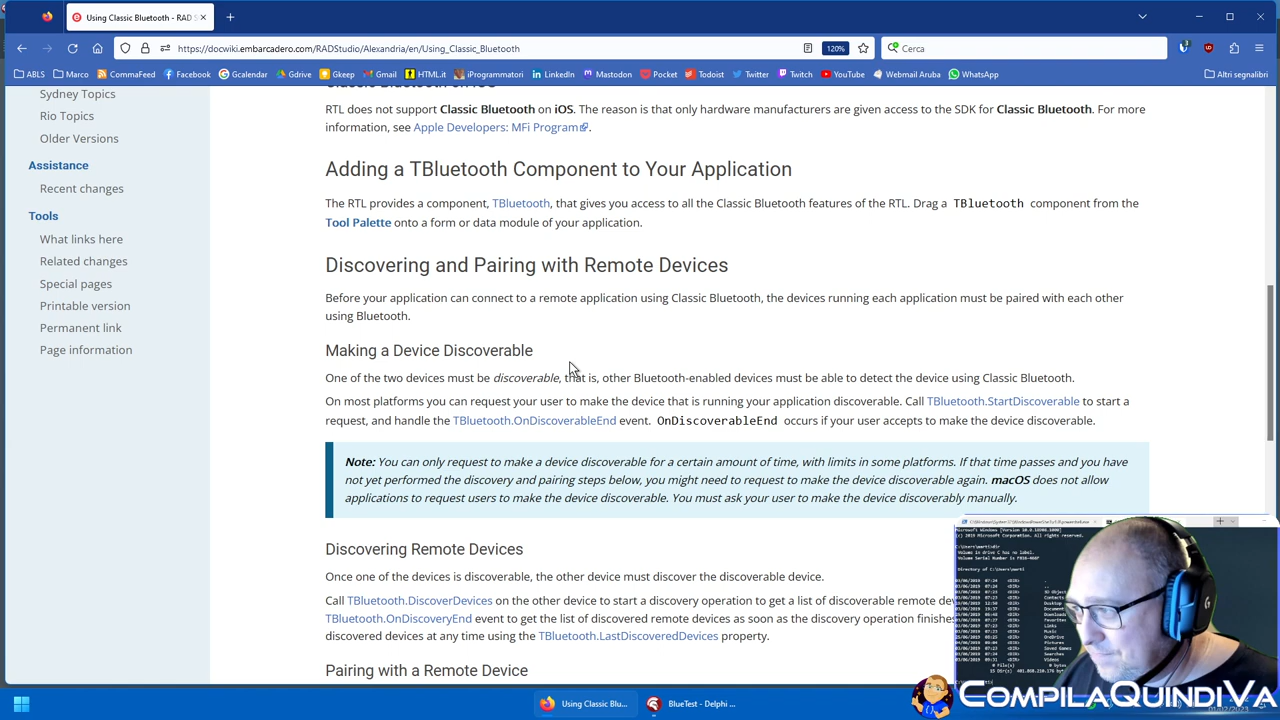 Using Classic Bluetooth - RAD S
https://docwiki.embarcadero.com/RADStudio/Alexandria/en/Using_Classic_Bluetooth
120%
Cerca
ABLS Marco CommaFeed Facebook Gcalendar Gdrive Gkeep Gmail HTML.it iProgrammatori LinkedIn Mastodon Pocket Todoist Twitter Twitch YouTube Webmail Aruba WhatsApp Altri segnalibri
Sydney Topics
Rio Topics
Older Versions
Assistance
Recent changes
Tools
What links here
Related changes
Special pages
Printable version
Permanent link
Page information
Classic Bluetooth on iOS
RTL does not support Classic Bluetooth on iOS. The reason is that only hardware manufacturers are given access to the SDK for Classic Bluetooth. For more
information, see Apple Developers: MFi Program.
Adding a TBluetooth Component to Your Application
The RTL provides a component, TBluetooth, that gives you access to all the Classic Bluetooth features of the RTL. Drag a TBluetooth component from the
Tool Palette onto a form or data module of your application.
Discovering and Pairing with Remote Devices
Before your application can connect to a remote application using Classic Bluetooth, the devices running each application must be paired with each other
using Bluetooth.
Making a Device Discoverable
One of the two devices must be discoverable, that is, other Bluetooth-enabled devices must be able to detect the device using Classic Bluetooth.
On most platforms you can request your user to make the device that is running your application discoverable. Call TBluetooth.StartDiscoverable to start a
request, and handle the TBluetooth.OnDiscoverableEnd event. OnDiscoverableEnd occurs if your user accepts to make the device discoverable.
Note: You can only request to make a device discoverable for a certain amount of time, with limits in some platforms. If that time passes and you have
not yet performed the discovery and pairing steps below, you might need to request to make the device discoverable again. macOS does not allow
applications to request users to make the device discoverable. You must ask your user to make the device discoverably manually.
Discovering Remote Devices
Once one of the devices is discoverable, the other device must discover the discoverable device.
Call TBluetooth.DiscoverDevices on the other device to start a discovery operation to get a list of discoverable remote dev
TBluetooth.OnDiscoveryEnd event to get the list of discovered remote devices as soon as the discovery operation finishe
discovered devices at any time using the TBluetooth.LastDiscoveredDevices property.
Pairing with a Remote Device
Using Classic Blu...
BlueTest - Delphi ...
COMPILAQUINDIVA